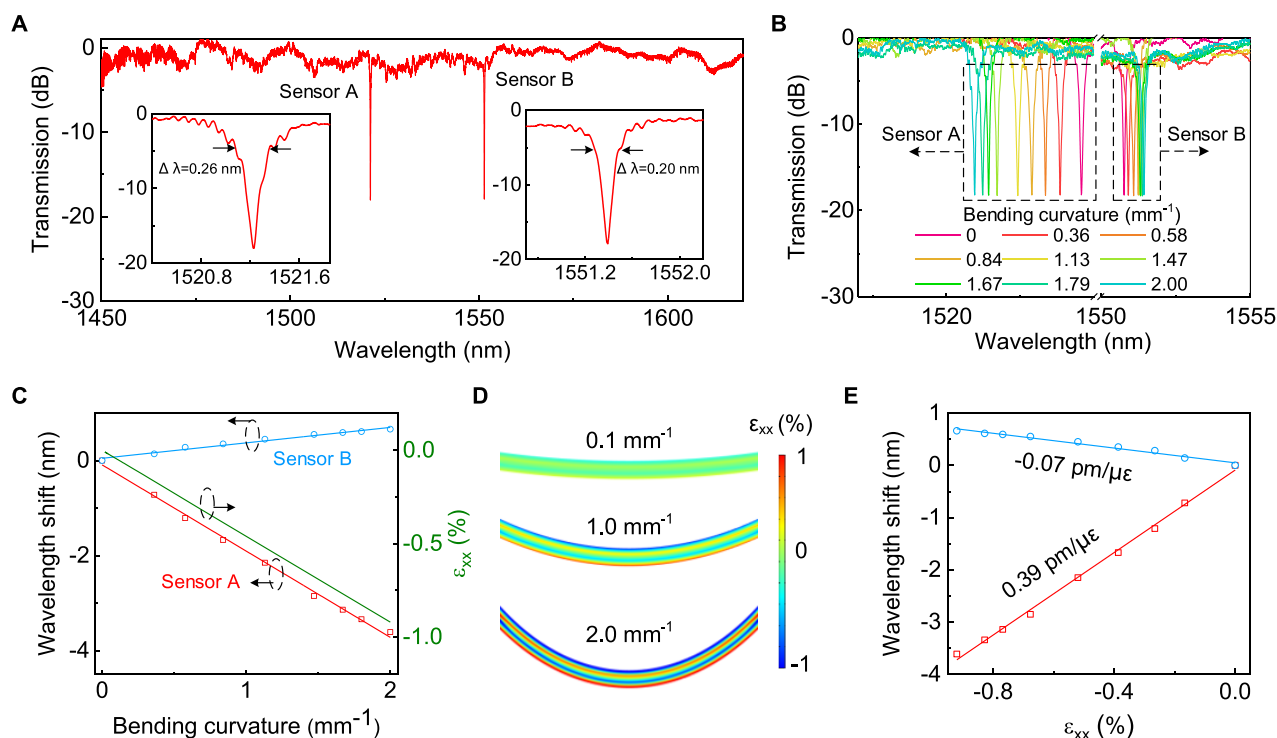 A
0
-10
-20
-30
Transmission (dB)
1450
1500
1550
1600
Wavelength (nm)
Sensor A
Sensor B
0
-10
-20
Δ λ=0.26 nm
1520.8
1521.6
0
-10
-20
Δ λ=0.20 nm
1551.2
1552.0
B
0
-10
-20
-30
Transmission (dB)
Sensor A
Sensor B
Bending curvature (mm⁻¹)
0 0.36 0.58
0.84 1.13 1.47
1.67 1.79 2.00
1520
1550
1555
Wavelength (nm)
C
0
-2
-4
Wavelength shift (nm)
Sensor B
Sensor A
0.0
-0.5
-1.0
εxx (%)
0
1
2
Bending curvature (mm⁻¹)
D
0.1 mm⁻¹
1.0 mm⁻¹
2.0 mm⁻¹
εxx (%)
1
0
-1
E
1
0
-1
-2
-3
-4
Wavelength shift (nm)
-0.07 pm/με
0.39 pm/με
-0.8
-0.4
0.0
εxx (%)